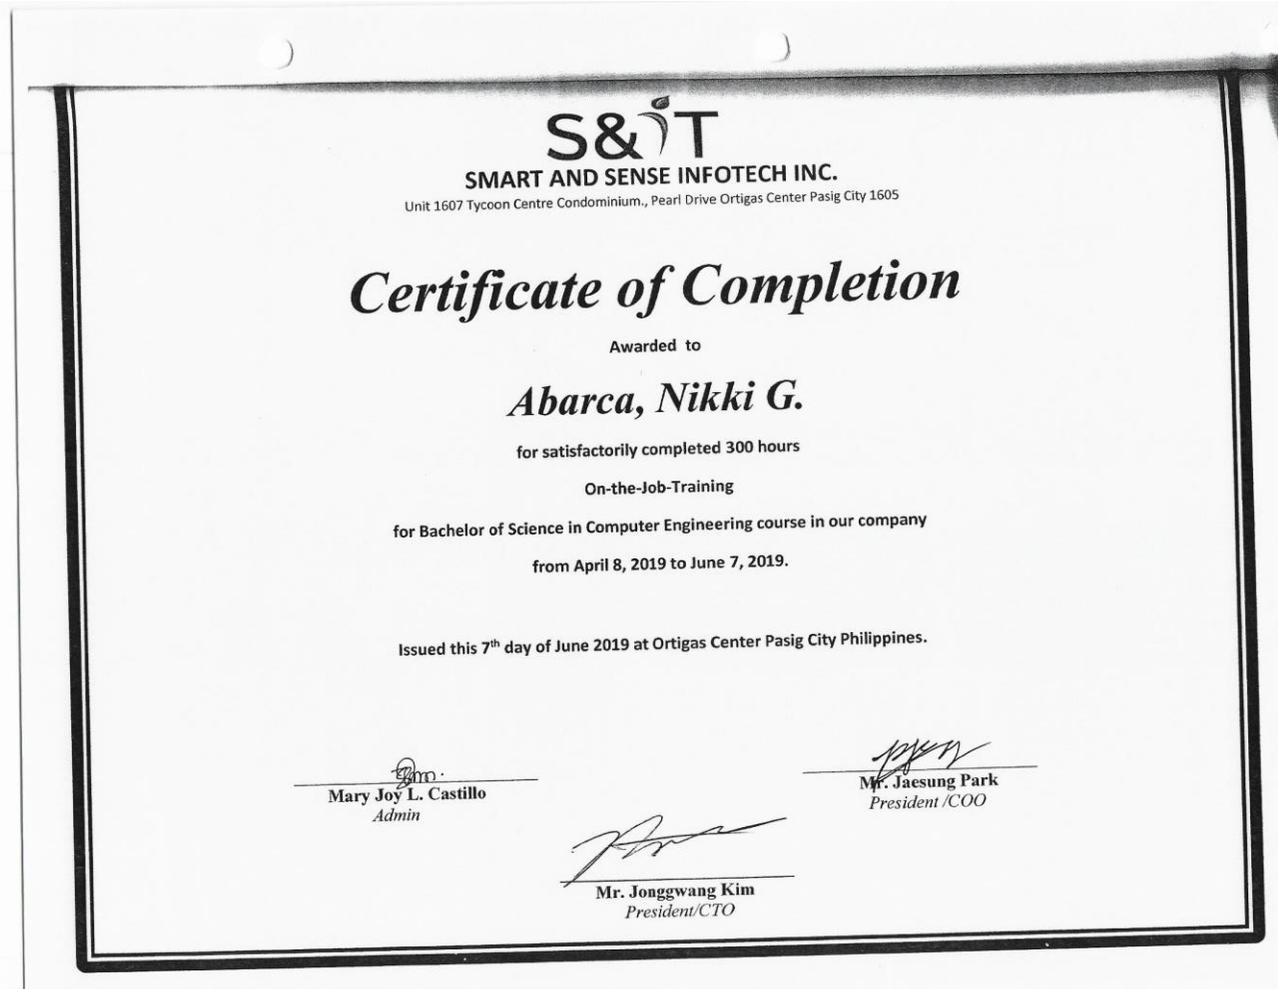 S&iT
SMART AND SENSE INFOTECH INC.
Unit 1607 Tycoon Centre Condominium., Pearl Drive Ortigas Center Pasig City 1605
Certificate of Completion
Awarded to
Abarca, Nikki G.
for satisfactorily completed 300 hours
On-the-Job-Training
for Bachelor of Science in Computer Engineering course in our company
from April 8, 2019 to June 7, 2019.
Issued this 7th day of June 2019 at Ortigas Center Pasig City Philippines.
Mary Joy L. Castillo
Admin
Mr. Jaesung Park
President /COO
Mr. Jonggwang Kim
President/CTO